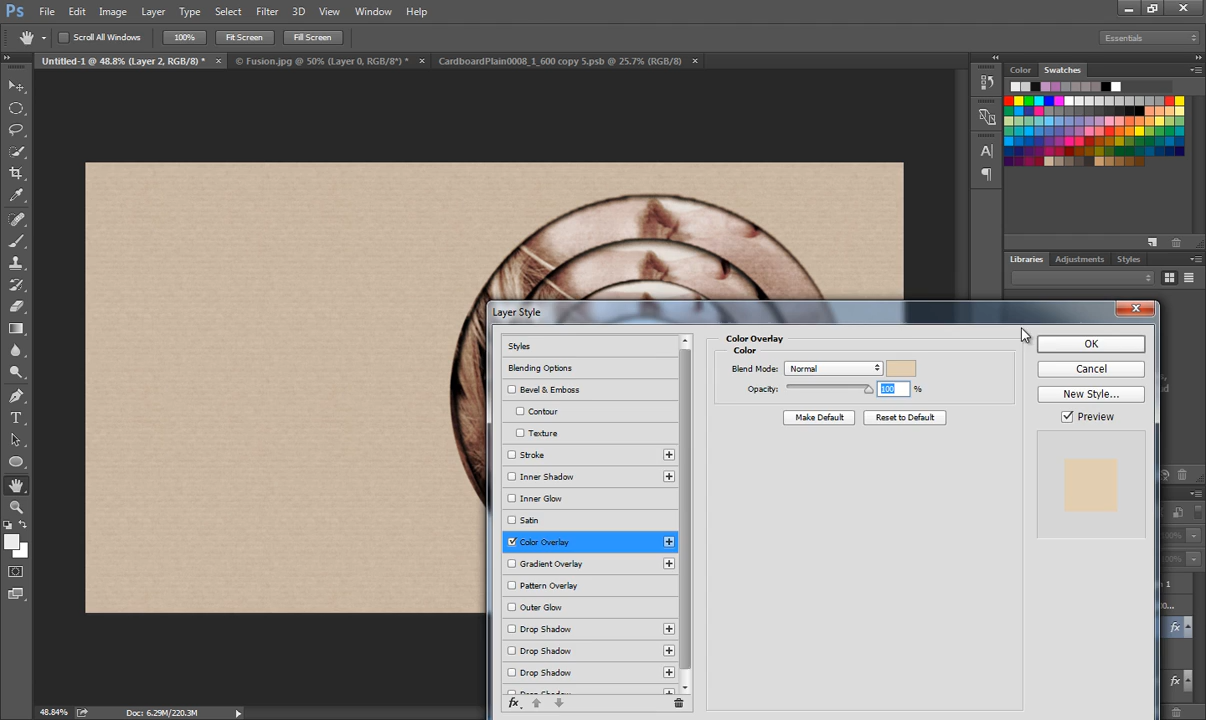 Ps File Edit Image Layer Type Select Filter 3D View Window Help
Scroll All Windows 100% Fit Screen Fill Screen Essentials
Untitled-1 @ 48.8% (Layer 2, RGB/8) * × © Fusion.jpg @ 50% (Layer 0, RGB/8*) * × CardboardPlain0008_1_600 copy 5.psb @ 25.7% (RGB/8) ×
Color Swatches
Libraries Adjustments Styles
Layer Style
Styles
Blending Options
Bevel & Emboss
Contour
Texture
Stroke
Inner Shadow
Inner Glow
Satin
Color Overlay
Gradient Overlay
Pattern Overlay
Outer Glow
Drop Shadow
Drop Shadow
Drop Shadow
fx
Color Overlay
Color
Blend Mode: Normal
Opacity: 100 %
Make Default Reset to Default
OK
Cancel
New Style...
Preview
fx
fx
48.84% Doc: 6.29M/220.3M